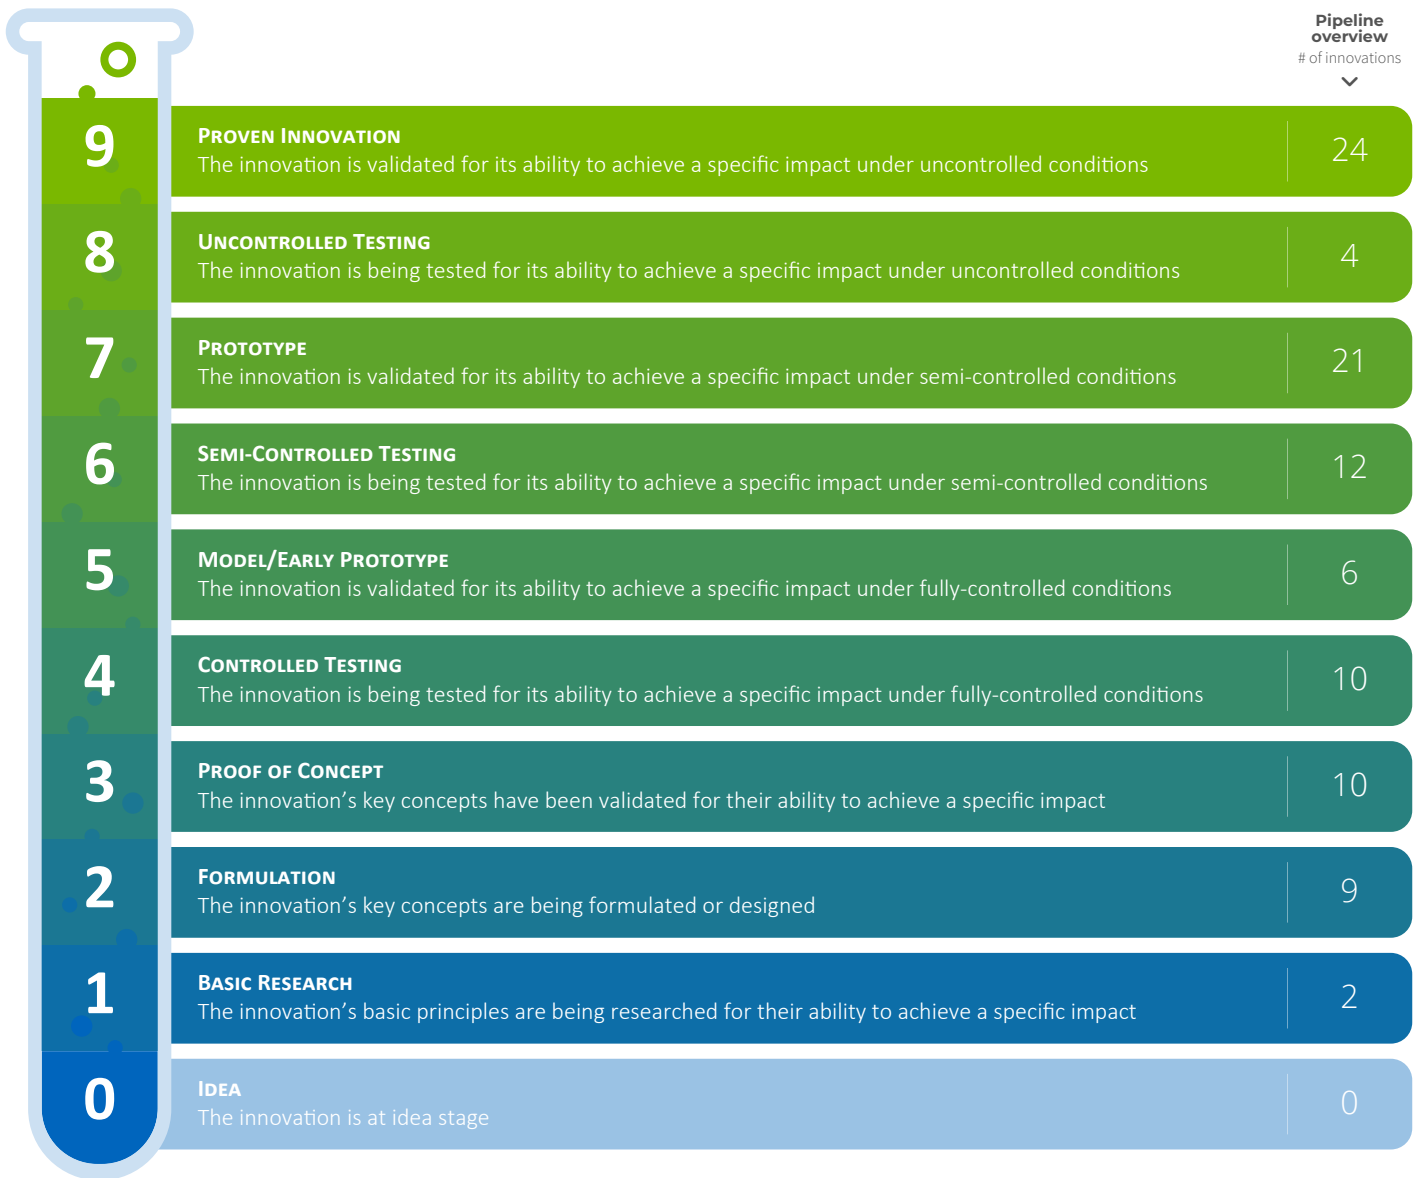 Pipeline
overview
# of innovations
9
PROVEN INNOVATION
The innovation is validated for its ability to achieve a specific impact under uncontrolled conditions
24
8
UNCONTROLLED TESTING
The innovation is being tested for its ability to achieve a specific impact under uncontrolled conditions
4
7
PROTOTYPE
The innovation is validated for its ability to achieve a specific impact under semi-controlled conditions
21
6
SEMI-CONTROLLED TESTING
The innovation is being tested for its ability to achieve a specific impact under semi-controlled conditions
12
5
MODEL/EARLY PROTOTYPE
The innovation is validated for its ability to achieve a specific impact under fully-controlled conditions
6
4
CONTROLLED TESTING
The innovation is being tested for its ability to achieve a specific impact under fully-controlled conditions
10
3
PROOF OF CONCEPT
The innovation’s key concepts have been validated for their ability to achieve a specific impact
10
2
FORMULATION
The innovation’s key concepts are being formulated or designed
9
1
BASIC RESEARCH
The innovation’s basic principles are being researched for their ability to achieve a specific impact
2
0
IDEA
The innovation is at idea stage
0